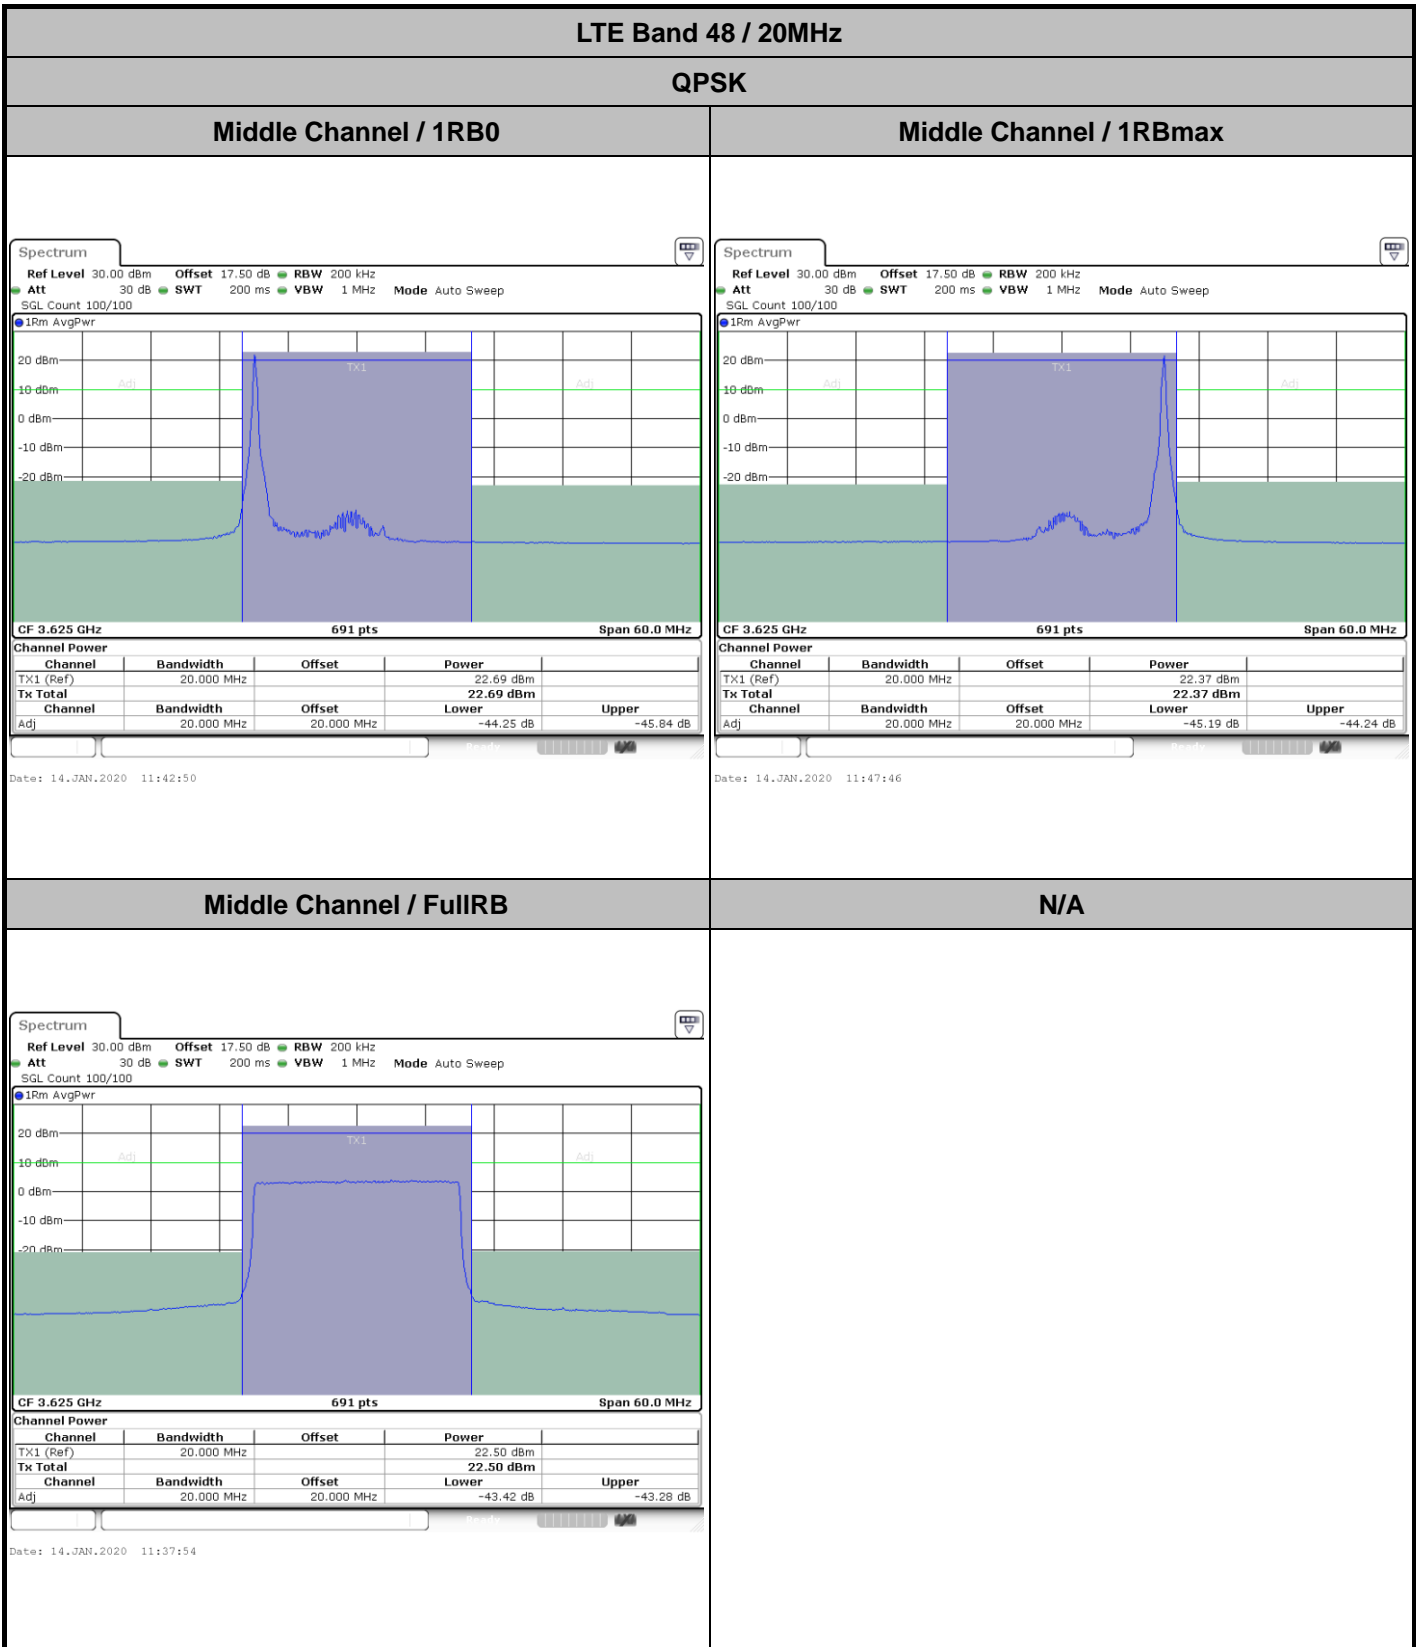 LTE Band 48 / 20MHz
QPSK
Middle Channel / 1RB0
Middle Channel / 1RBmax
Spectrum
Ref Level 30.00 dBm Offset 17.50 dB RBW 200 kHz
Att 30 dB SWT 200 ms VBW 1 MHz Mode Auto Sweep
SGL Count 100/100
1Rm AvgPwr
TX1
Adj
Adj
20 dBm
10 dBm
0 dBm
-10 dBm
-20 dBm
CF 3.625 GHz 691 pts Span 60.0 MHz
Channel Power
Channel Bandwidth Offset Power
TX1 (Ref) 20.000 MHz 22.69 dBm
Tx Total 22.69 dBm
Channel Bandwidth Offset Lower Upper
Adj 20.000 MHz 20.000 MHz -44.25 dB -45.84 dB
Ready
Date: 14.JAN.2020 11:42:50
Spectrum
Ref Level 30.00 dBm Offset 17.50 dB RBW 200 kHz
Att 30 dB SWT 200 ms VBW 1 MHz Mode Auto Sweep
SGL Count 100/100
1Rm AvgPwr
TX1
Adj
Adj
20 dBm
10 dBm
0 dBm
-10 dBm
-20 dBm
CF 3.625 GHz 691 pts Span 60.0 MHz
Channel Power
Channel Bandwidth Offset Power
TX1 (Ref) 20.000 MHz 22.37 dBm
Tx Total 22.37 dBm
Channel Bandwidth Offset Lower Upper
Adj 20.000 MHz 20.000 MHz -45.19 dB -44.24 dB
Ready
Date: 14.JAN.2020 11:47:46
Middle Channel / FullRB
N/A
Spectrum
Ref Level 30.00 dBm Offset 17.50 dB RBW 200 kHz
Att 30 dB SWT 200 ms VBW 1 MHz Mode Auto Sweep
SGL Count 100/100
1Rm AvgPwr
TX1
Adj
Adj
20 dBm
10 dBm
0 dBm
-10 dBm
-20 dBm
CF 3.625 GHz 691 pts Span 60.0 MHz
Channel Power
Channel Bandwidth Offset Power
TX1 (Ref) 20.000 MHz 22.50 dBm
Tx Total 22.50 dBm
Channel Bandwidth Offset Lower Upper
Adj 20.000 MHz 20.000 MHz -43.42 dB -43.28 dB
Ready
Date: 14.JAN.2020 11:37:54